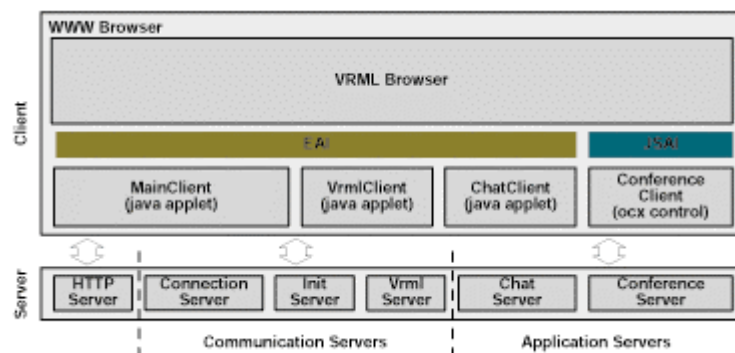 WWW Browser
VRML Browser
Client
EAI
JSAI
MainClient
(java applet)
VrmlClient
(java applet)
ChatClient
(java applet)
Conference
Client
(ocx control)
Server
HTTP
Server
Connection
Server
Init
Server
Vrml
Server
Chat
Server
Conference
Server
Communication Servers
Application Servers